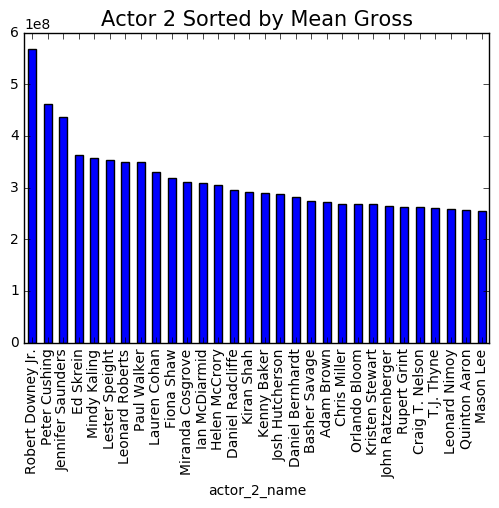 Actor 2 Sorted by Mean Gross
1e8
6
5
4
3
2
1
0
Robert Downey Jr.
Peter Cushing
Jennifer Saunders
Ed Skrein
Mindy Kaling
Lester Speight
Leonard Roberts
Paul Walker
Lauren Cohan
Fiona Shaw
Miranda Cosgrove
Ian McDiarmid
Helen McCrory
Daniel Radcliffe
Kiran Shah
Kenny Baker
Josh Hutcherson
Daniel Bernhardt
Basher Savage
Adam Brown
Chris Miller
Orlando Bloom
Kristen Stewart
John Ratzenberger
Rupert Grint
Craig T. Nelson
T.J. Thyne
Leonard Nimoy
Quinton Aaron
Mason Lee
actor_2_name